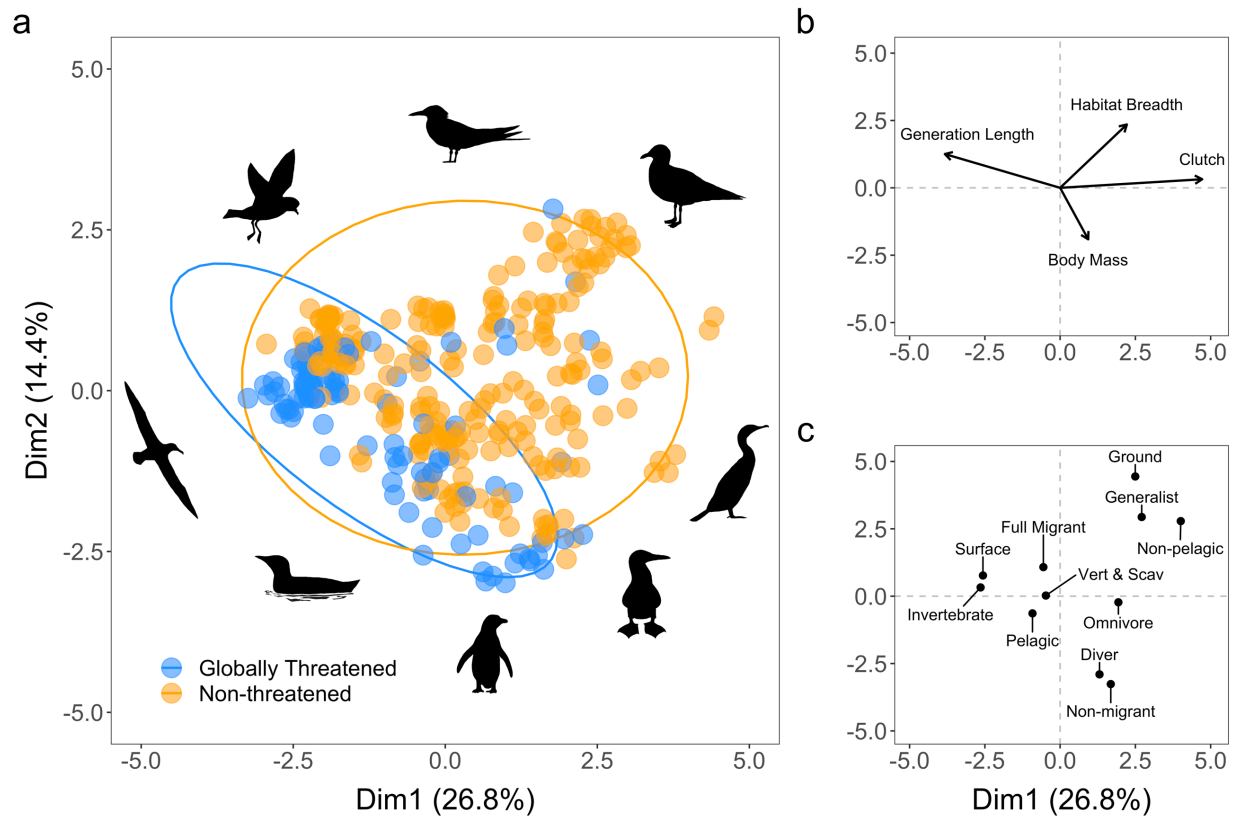 a
5.0
2.5
0.0
-2.5
-5.0
Dim2 (14.4%)
Globally Threatened
Non-threatened
-5.0
-2.5
0.0
2.5
5.0
Dim1 (26.8%)
b
5.0
2.5
0.0
-2.5
-5.0
Habitat Breadth
Generation Length
Clutch
Body Mass
-5.0
-2.5
0.0
2.5
5.0
c
5.0
2.5
0.0
-2.5
-5.0
Ground
Generalist
Full Migrant
Non-pelagic
Surface
Vert & Scav
Invertebrate
Omnivore
Pelagic
Diver
Non-migrant
-5.0
-2.5
0.0
2.5
5.0
Dim1 (26.8%)